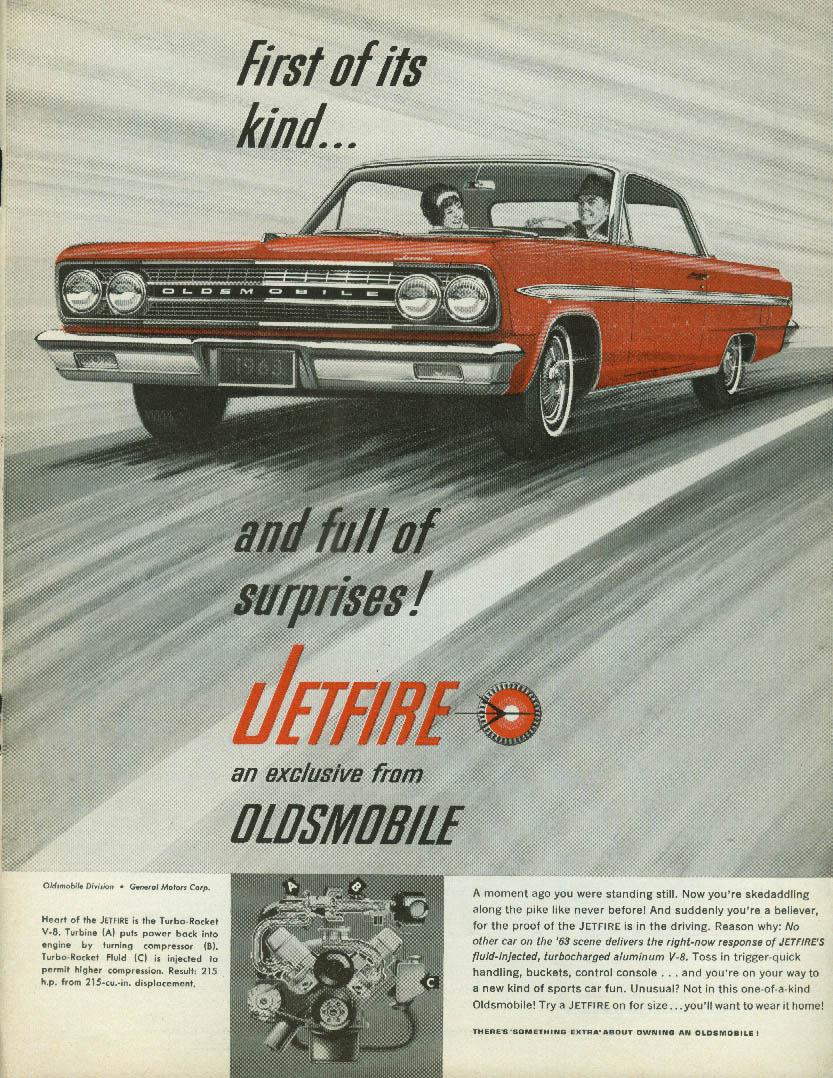 First of its
kind...
OLDSMOBILE
1963
and full of
surprises!
JETFIRE
an exclusive from
OLDSMOBILE
Oldsmobile Division • General Motors Corp.
Heart of the JETFIRE is the Turbo-Rocket
V-8. Turbine (A) puts power back into
engine by turning compressor (B).
Turbo-Rocket Fluid (C) is injected to
permit higher compression. Result: 215
h.p. from 215-cu.-in. displacement.
A
B
C
A moment ago you were standing still. Now you're skedaddling
along the pike like never before! And suddenly you're a believer,
for the proof of the JETFIRE is in the driving. Reason why: No
other car on the '63 scene delivers the right-now response of JETFIRE'S
fluid-injected, turbocharged aluminum V-8. Toss in trigger-quick
handling, buckets, control console . . . and you're on your way to
a new kind of sports car fun. Unusual? Not in this one-of-a-kind
Oldsmobile! Try a JETFIRE on for size...you'll want to wear it home!
THERE'S "SOMETHING EXTRA" ABOUT OWNING AN OLDSMOBILE!